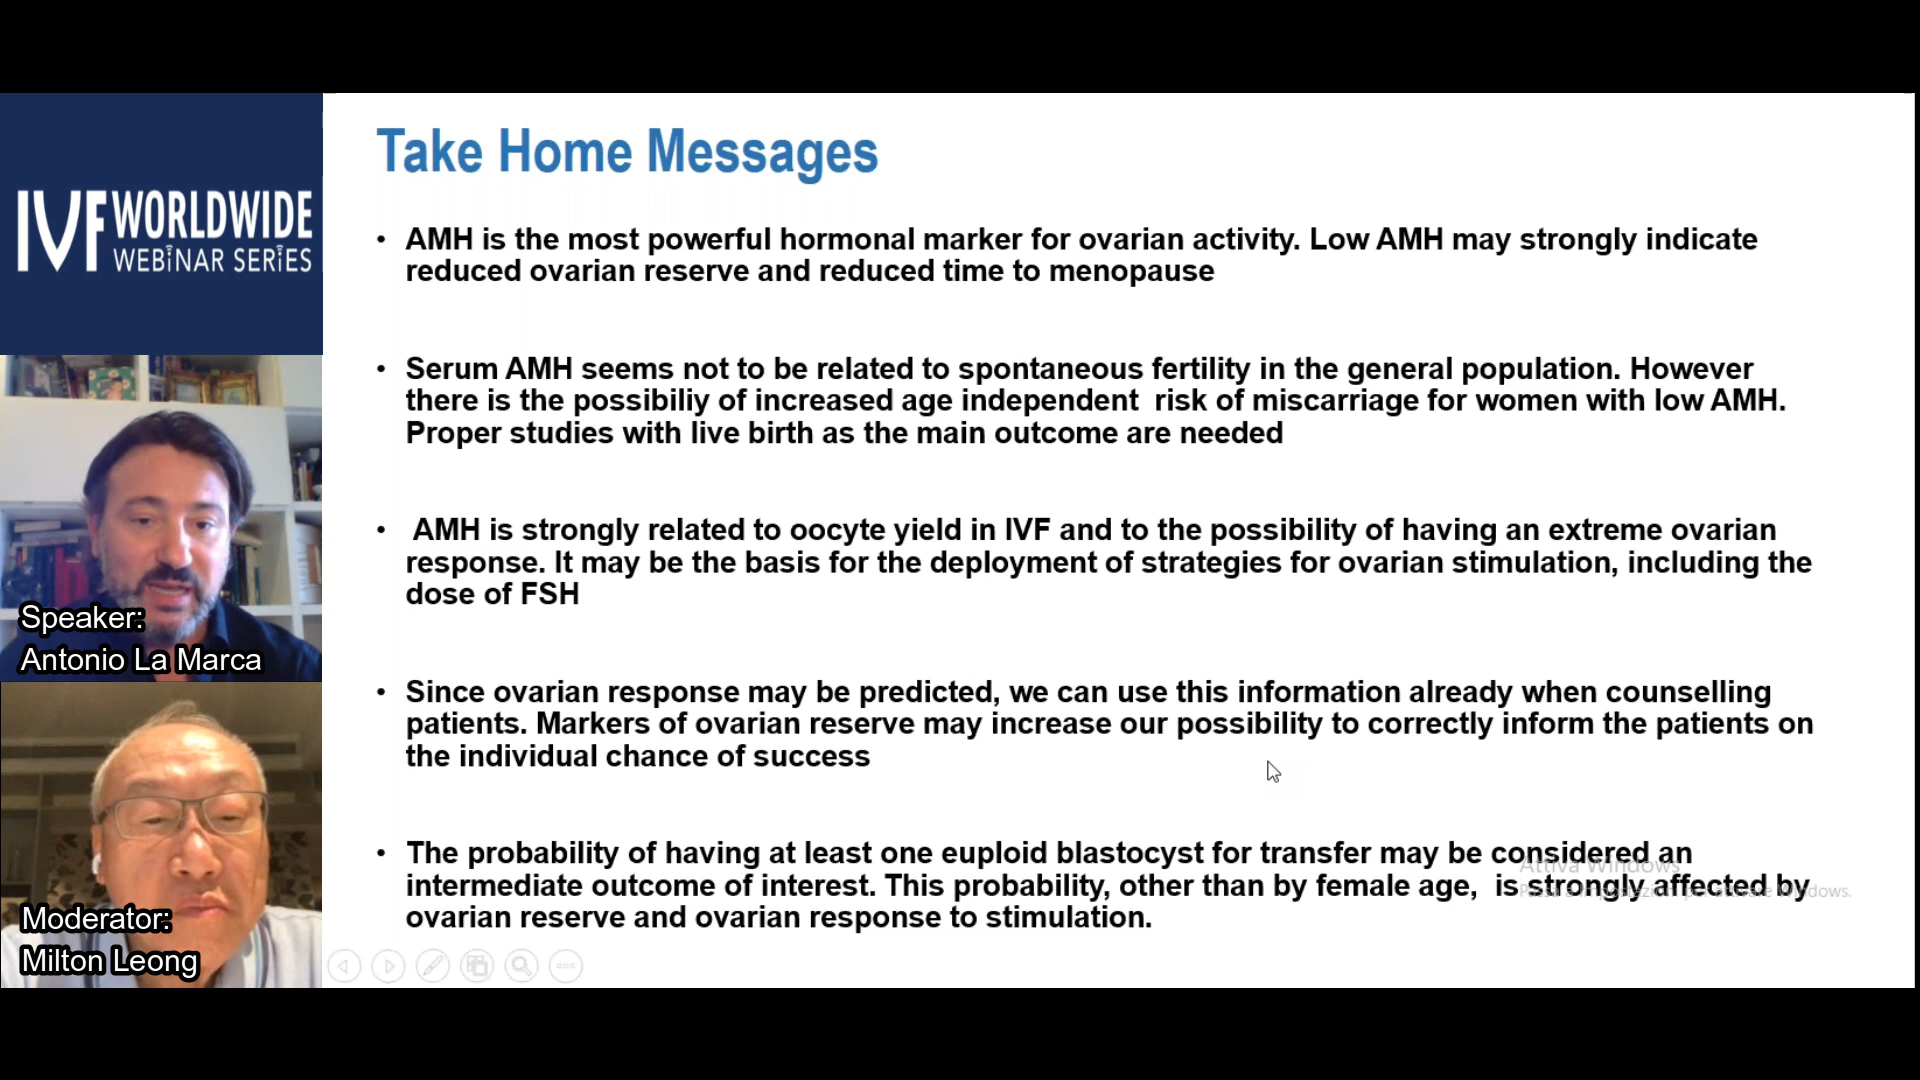 IVF WORLDWIDE
WEBINAR SERIES
Speaker:
Antonio La Marca
Moderator:
Milton Leong
Take Home Messages
• AMH is the most powerful hormonal marker for ovarian activity. Low AMH may strongly indicate
reduced ovarian reserve and reduced time to menopause
• Serum AMH seems not to be related to spontaneous fertility in the general population. However
there is the possibiliy of increased age independent risk of miscarriage for women with low AMH.
Proper studies with live birth as the main outcome are needed
• AMH is strongly related to oocyte yield in IVF and to the possibility of having an extreme ovarian
response. It may be the basis for the deployment of strategies for ovarian stimulation, including the
dose of FSH
• Since ovarian response may be predicted, we can use this information already when counselling
patients. Markers of ovarian reserve may increase our possibility to correctly inform the patients on
the individual chance of success
• The probability of having at least one euploid blastocyst for transfer may be considered an
intermediate outcome of interest. This probability, other than by female age, is strongly affected by
ovarian reserve and ovarian response to stimulation.
Attiva Windows